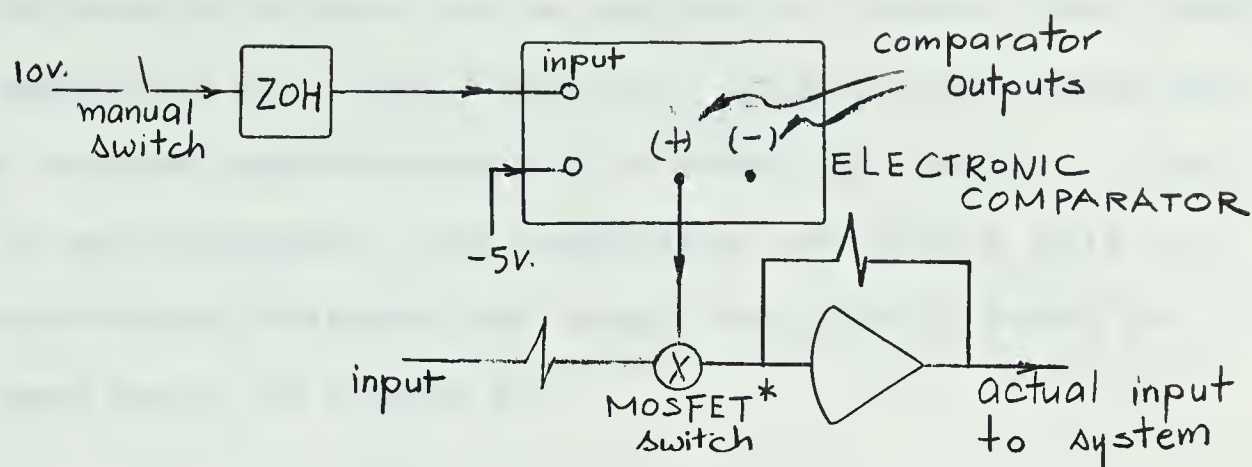 10v.
manual
switch
ZOH
input
-5v.
(+) (-)
comparator
outputs
ELECTRONIC
COMPARATOR
input
X
MOSFET*
switch
actual input
to system